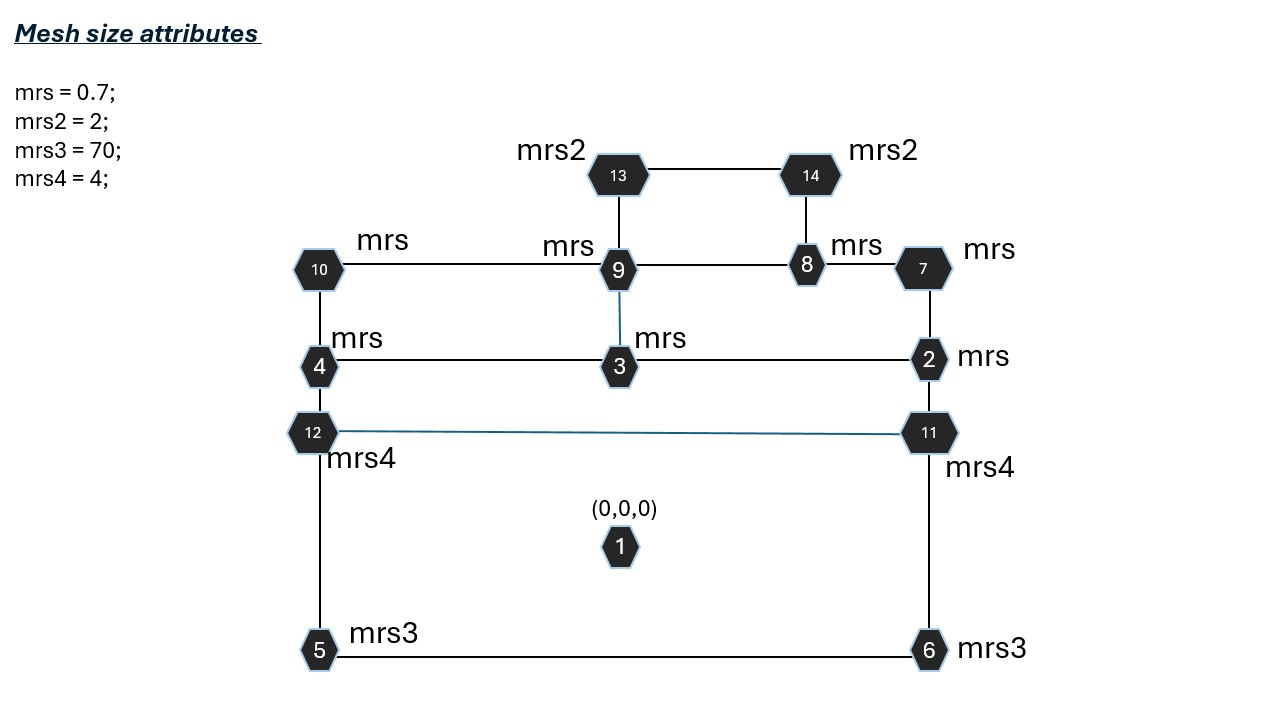 Mesh size attributes
mrs = 0.7;
mrs2 = 2;
mrs3 = 70;
mrs4 = 4;
mrs2 13 14 mrs2
10 mrs mrs 9 8 mrs 7 mrs
4 mrs 3 mrs 2 mrs
12 11
mrs4 mrs4
(0,0,0)
1
5 mrs3 6 mrs3